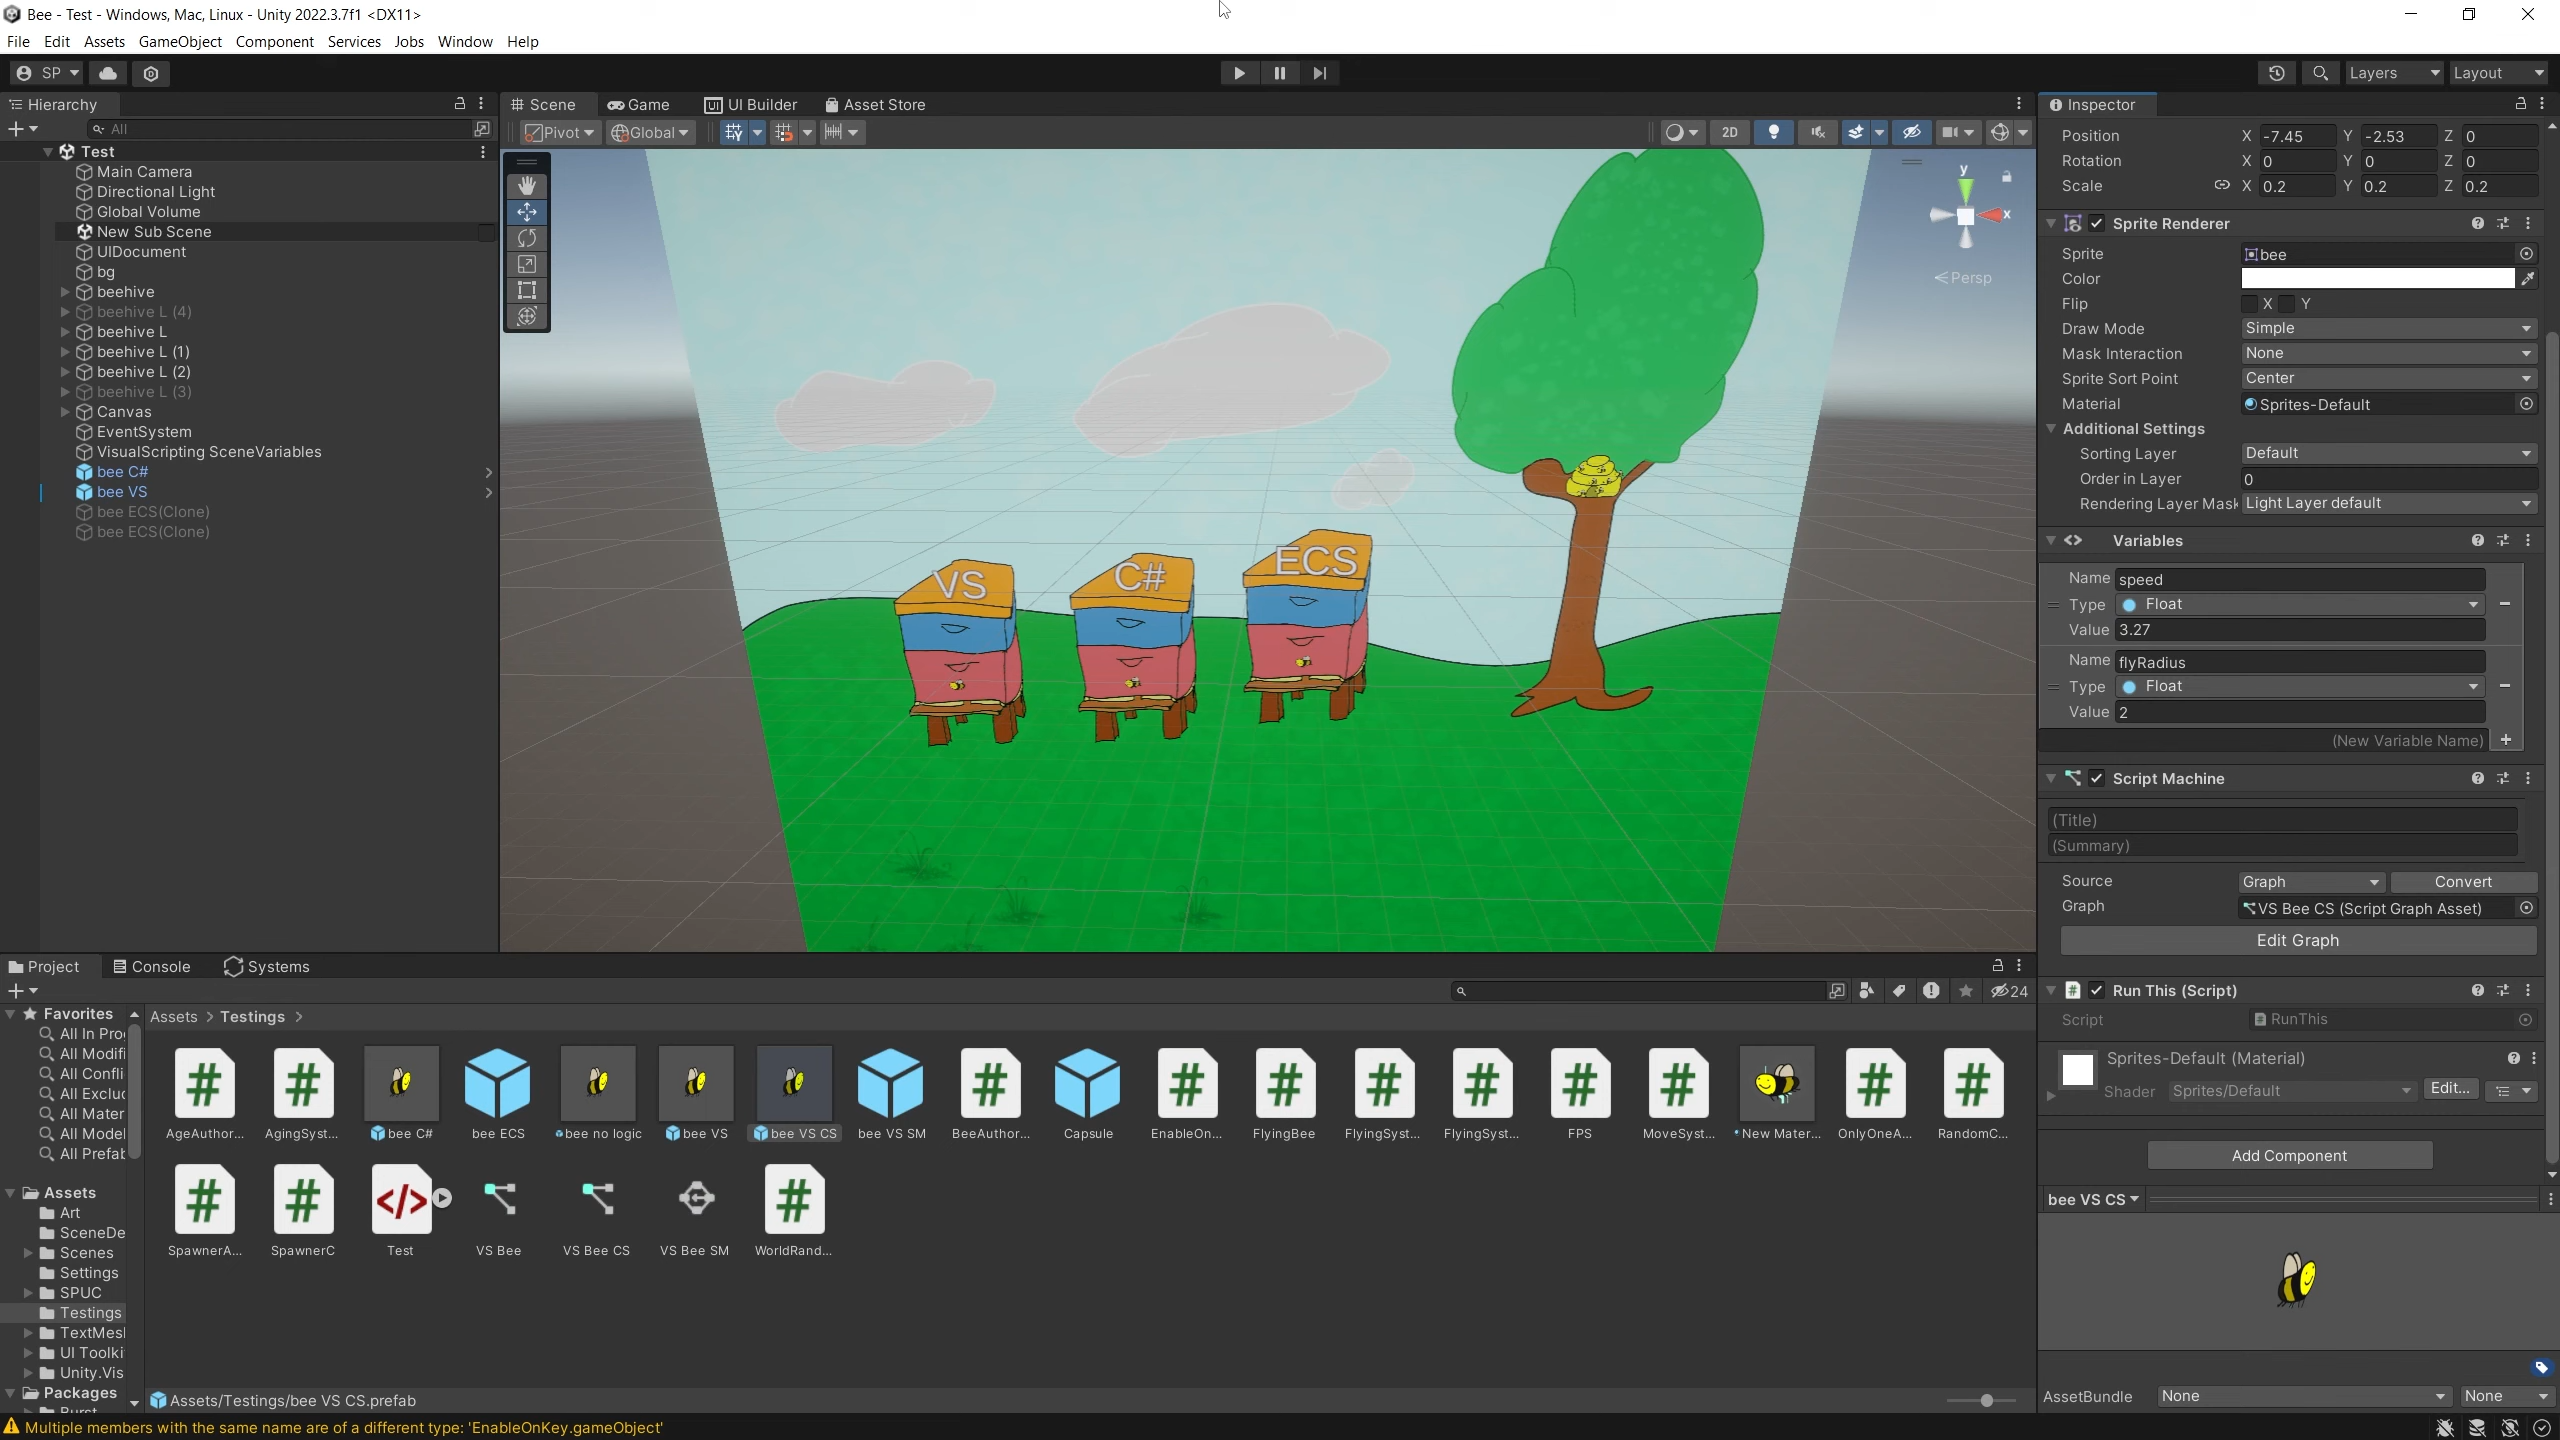 Bee - Test - Windows, Mac, Linux - Unity 2022.3.7f1 <DX11>
File Edit Assets GameObject Component Services Jobs Window Help
SP Layers Layout
Hierarchy
All
Test
Main Camera
Directional Light
Global Volume
New Sub Scene
UIDocument
bg
beehive
beehive L (4)
beehive L
beehive L (1)
beehive L (2)
beehive L (3)
Canvas
EventSystem
VisualScripting SceneVariables
bee C#
bee VS
bee ECS(Clone)
bee ECS(Clone)
Scene Game UI Builder Asset Store
Pivot Global 2D
y
x
Persp
VS C# ECS
Inspector
Position X -7.45 Y -2.53 Z 0
Rotation X 0 Y 0 Z 0
Scale X 0.2 Y 0.2 Z 0.2
Sprite Renderer
Sprite bee
Color
Flip X Y
Draw Mode Simple
Mask Interaction None
Sprite Sort Point Center
Material Sprites-Default
Additional Settings
Sorting Layer Default
Order in Layer 0
Rendering Layer Mask Light Layer default
Variables
Name speed
Type Float
Value 3.27
Name flyRadius
Type Float
Value 2
(New Variable Name)
Script Machine
(Title)
(Summary)
Source Graph Convert
Graph VS Bee CS (Script Graph Asset)
Edit Graph
Run This (Script)
Script RunThis
Sprites-Default (Material)
Shader Sprites/Default Edit...
Add Component
bee VS CS
AssetBundle None None
Project Console Systems
24
Favorites
All In Pro
All Modifi
All Confli
All Exclud
All Mater
All Model
All Prefab
Assets
Art
SceneDe
Scenes
Settings
SPUC
Testings
TextMesl
UI Toolki
Unity.Vis
Packages
Burst
Assets > Testings >
AgeAuthor... AgingSyst... bee C# bee ECS bee no logic bee VS bee VS CS bee VS SM BeeAuthor... Capsule EnableOn... FlyingBee FlyingSyst... FlyingSyst... FPS MoveSyst... New Mater... OnlyOneA... RandomC...
SpawnerA... SpawnerC Test VS Bee VS Bee CS VS Bee SM WorldRand...
Assets/Testings/bee VS CS.prefab
Multiple members with the same name are of a different type: 'EnableOnKey.gameObject'